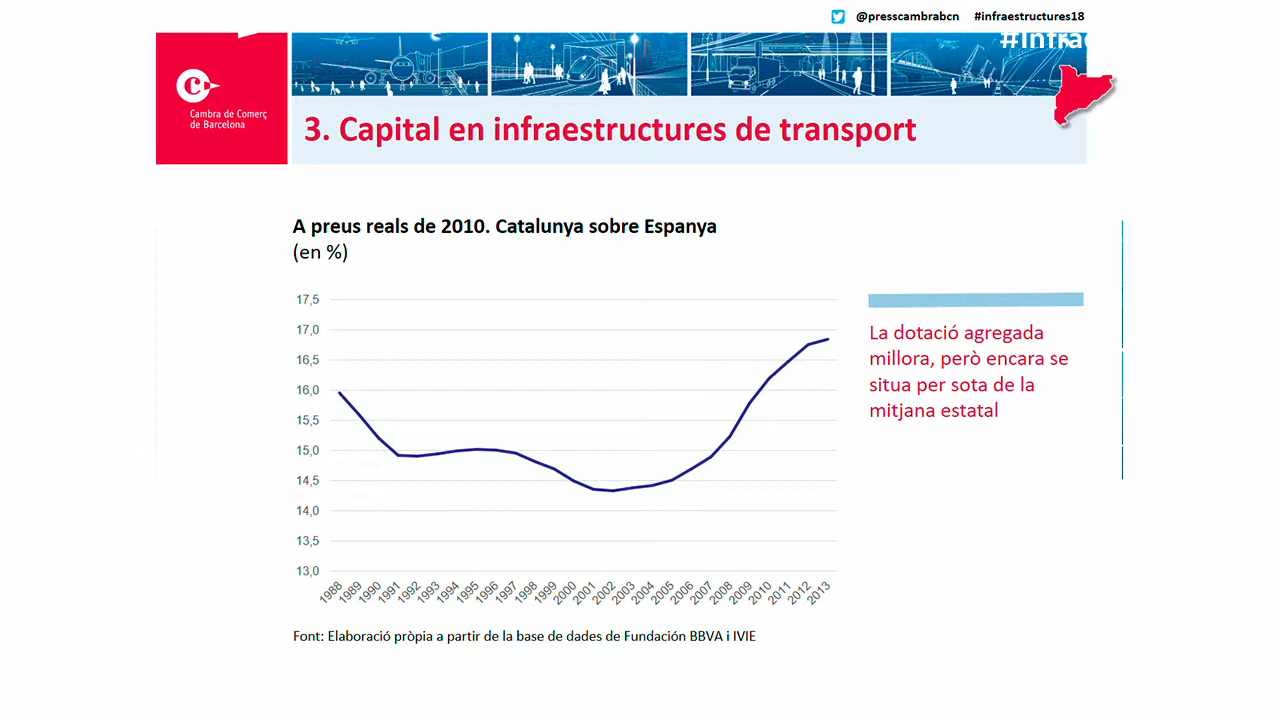 @presscambrabcn #infraestructures18
#Infrae
Cambra de Comerç
de Barcelona
3. Capital en infraestructures de transport
A preus reals de 2010. Catalunya sobre Espanya
(en %)
17,5
17,0
16,5
16,0
15,5
15,0
14,5
14,0
13,5
13,0
1988 1989 1990 1991 1992 1993 1994 1995 1996 1997 1998 1999 2000 2001 2002 2003 2004 2005 2006 2007 2008 2009 2010 2011 2012 2013
La dotació agregada
millora, però encara se
situa per sota de la
mitjana estatal
Font: Elaboració pròpia a partir de la base de dades de Fundación BBVA i IVIE